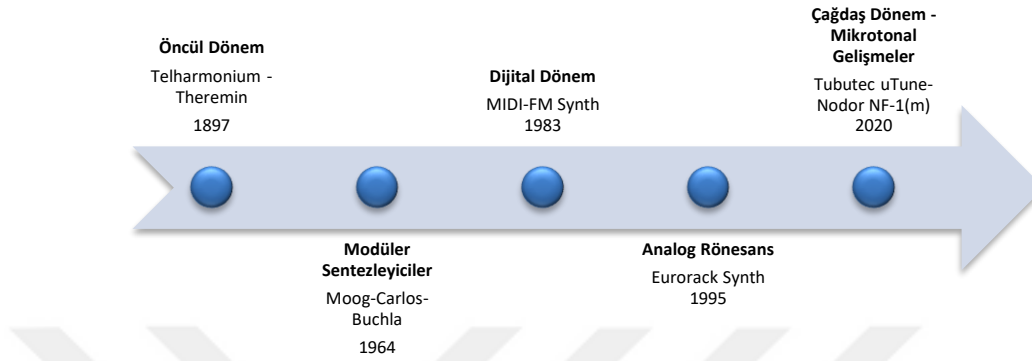 Öncül Dönem
Telharmonium -
Theremin
1897
Modüler
Sentezleyiciler
Moog-Carlos-
Buchla
1964
Dijital Dönem
MIDI-FM Synth
1983
Analog Rönesans
Eurorack Synth
1995
Çağdaş Dönem -
Mikrotonal
Gelişmeler
Tubutec uTune-
Nodor NF-1(m)
2020